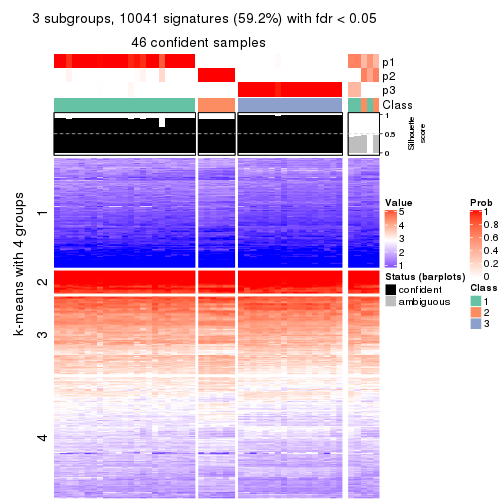 3 subgroups, 10041 signatures (59.2%) with fdr < 0.05
46 confident samples
p1
p2
p3
Class
1
0.5
0
Silhouette
score
k-means with 4 groups
1
2
3
4
Value
5
4
3
2
1
Status (barplots)
confident
ambiguous
Prob
1
0.8
0.6
0.4
0.2
0
Class
1
2
3